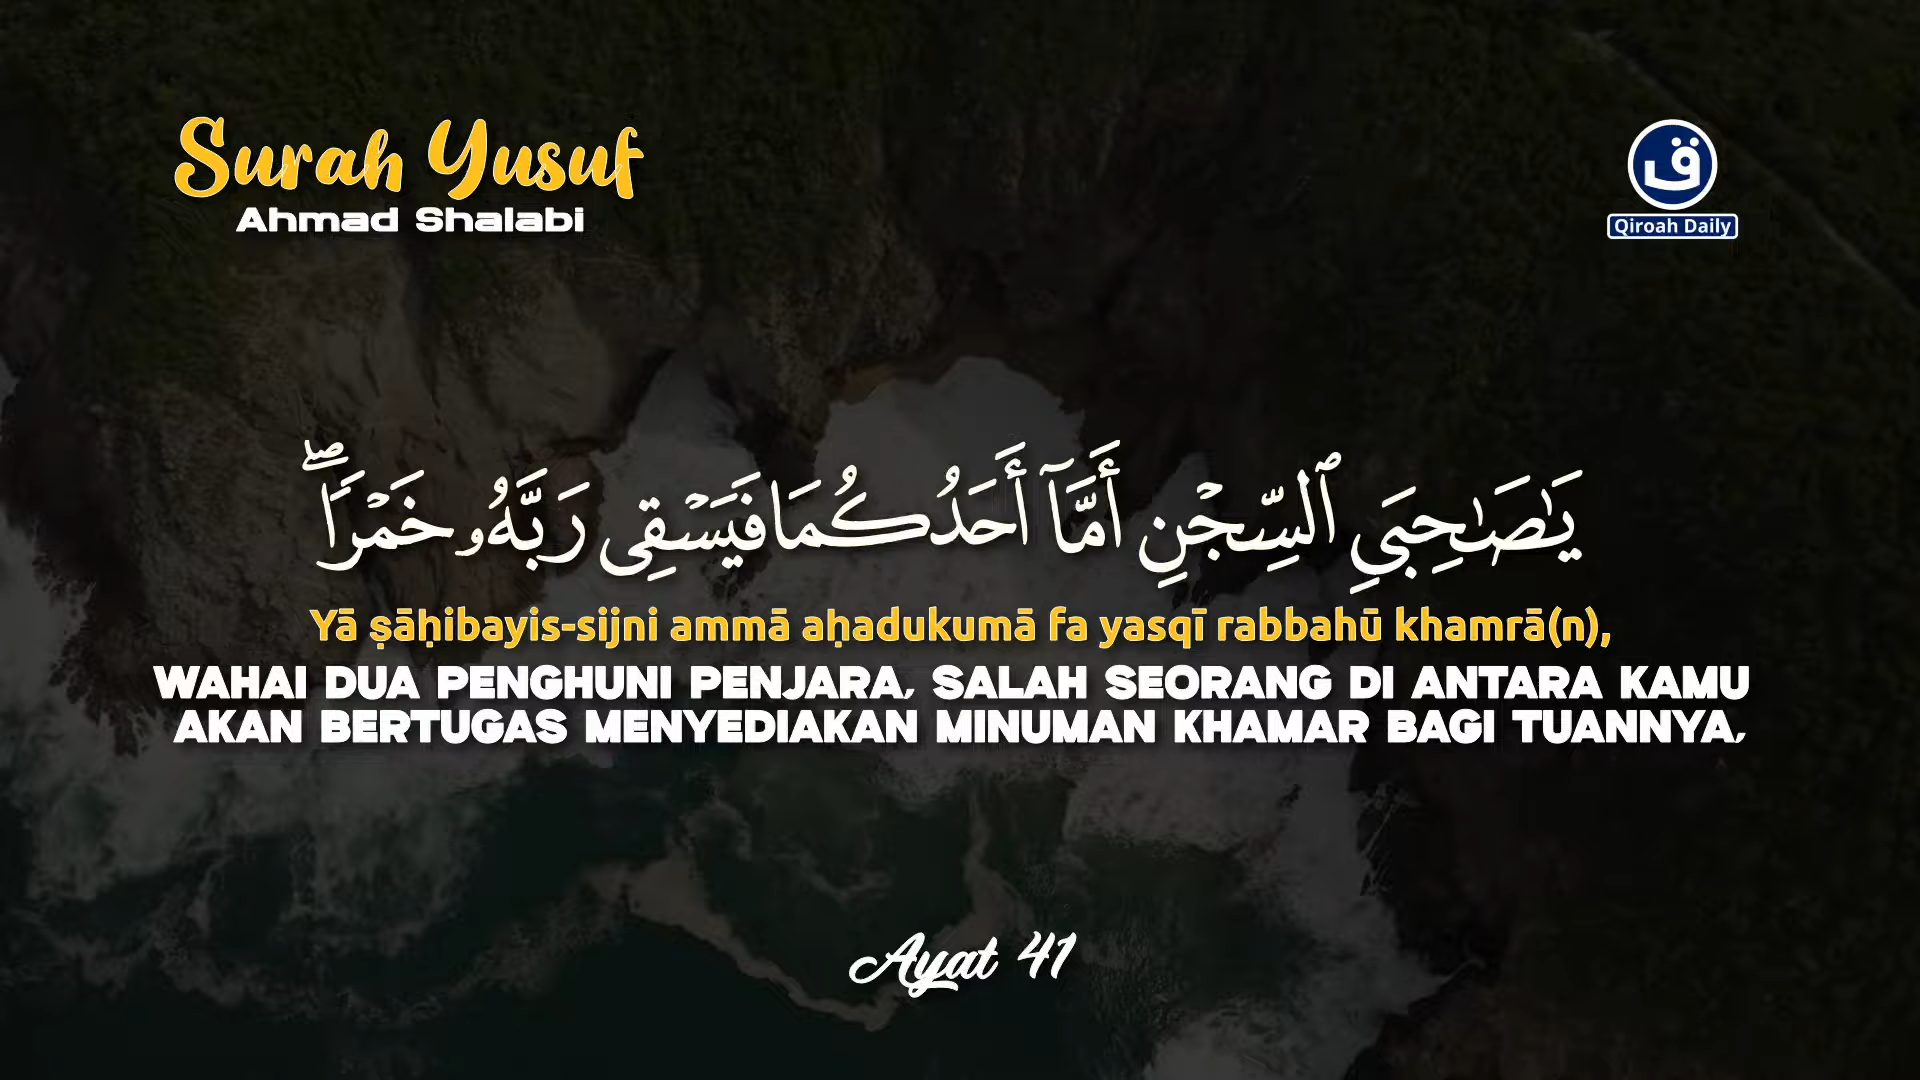 Surah Yusuf
Ahmad Shalabi
ق
Qiroah Daily
يَٰصَٰحِبَيِ ٱلسِّجْنِ أَمَّآ أَحَدُكُمَا فَيَسْقِى رَبَّهُۥ خَمْرًا ۖ
Yā ṣāḥibayis-sijni ammā aḥadukumā fa yasqī rabbahū khamrā(n),
WAHAI DUA PENGHUNI PENJARA, SALAH SEORANG DI ANTARA KAMU
AKAN BERTUGAS MENYEDIAKAN MINUMAN KHAMAR BAGI TUANNYA,
Ayat 41